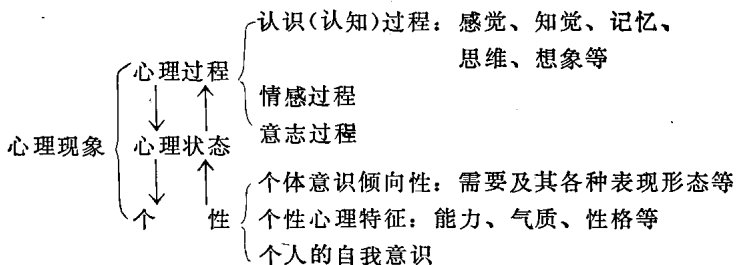 认识(认知)过程：感觉、知觉、记忆、
思维、想象等
心理过程
情感过程
意志过程
心理现象 心理状态
个体意识倾向性：需要及其各种表现形态等
个 性 个性心理特征：能力、气质、性格等
个人的自我意识